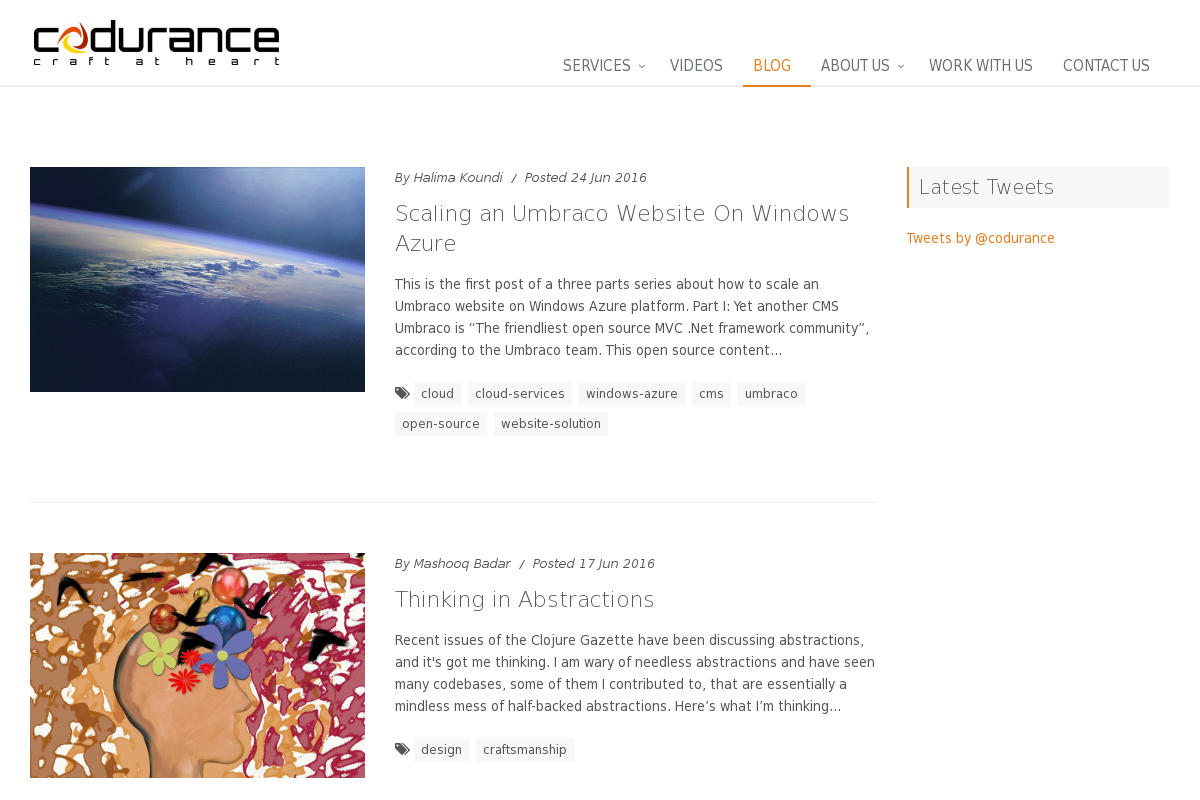 codurance
craft at heart
SERVICES VIDEOS BLOG ABOUT US WORK WITH US CONTACT US
By Halima Koundi / Posted 24 Jun 2016
Scaling an Umbraco Website On Windows
Azure
This is the first post of a three parts series about how to scale an
Umbraco website on Windows Azure platform. Part I: Yet another CMS
Umbraco is “The friendliest open source MVC .Net framework community”,
according to the Umbraco team. This open source content...
cloud cloud-services windows-azure cms umbraco
open-source website-solution
Latest Tweets
Tweets by @codurance
By Mashooq Badar / Posted 17 Jun 2016
Thinking in Abstractions
Recent issues of the Clojure Gazette have been discussing abstractions,
and it's got me thinking. I am wary of needless abstractions and have seen
many codebases, some of them I contributed to, that are essentially a
mindless mess of half-backed abstractions. Here’s what I’m thinking...
design craftsmanship